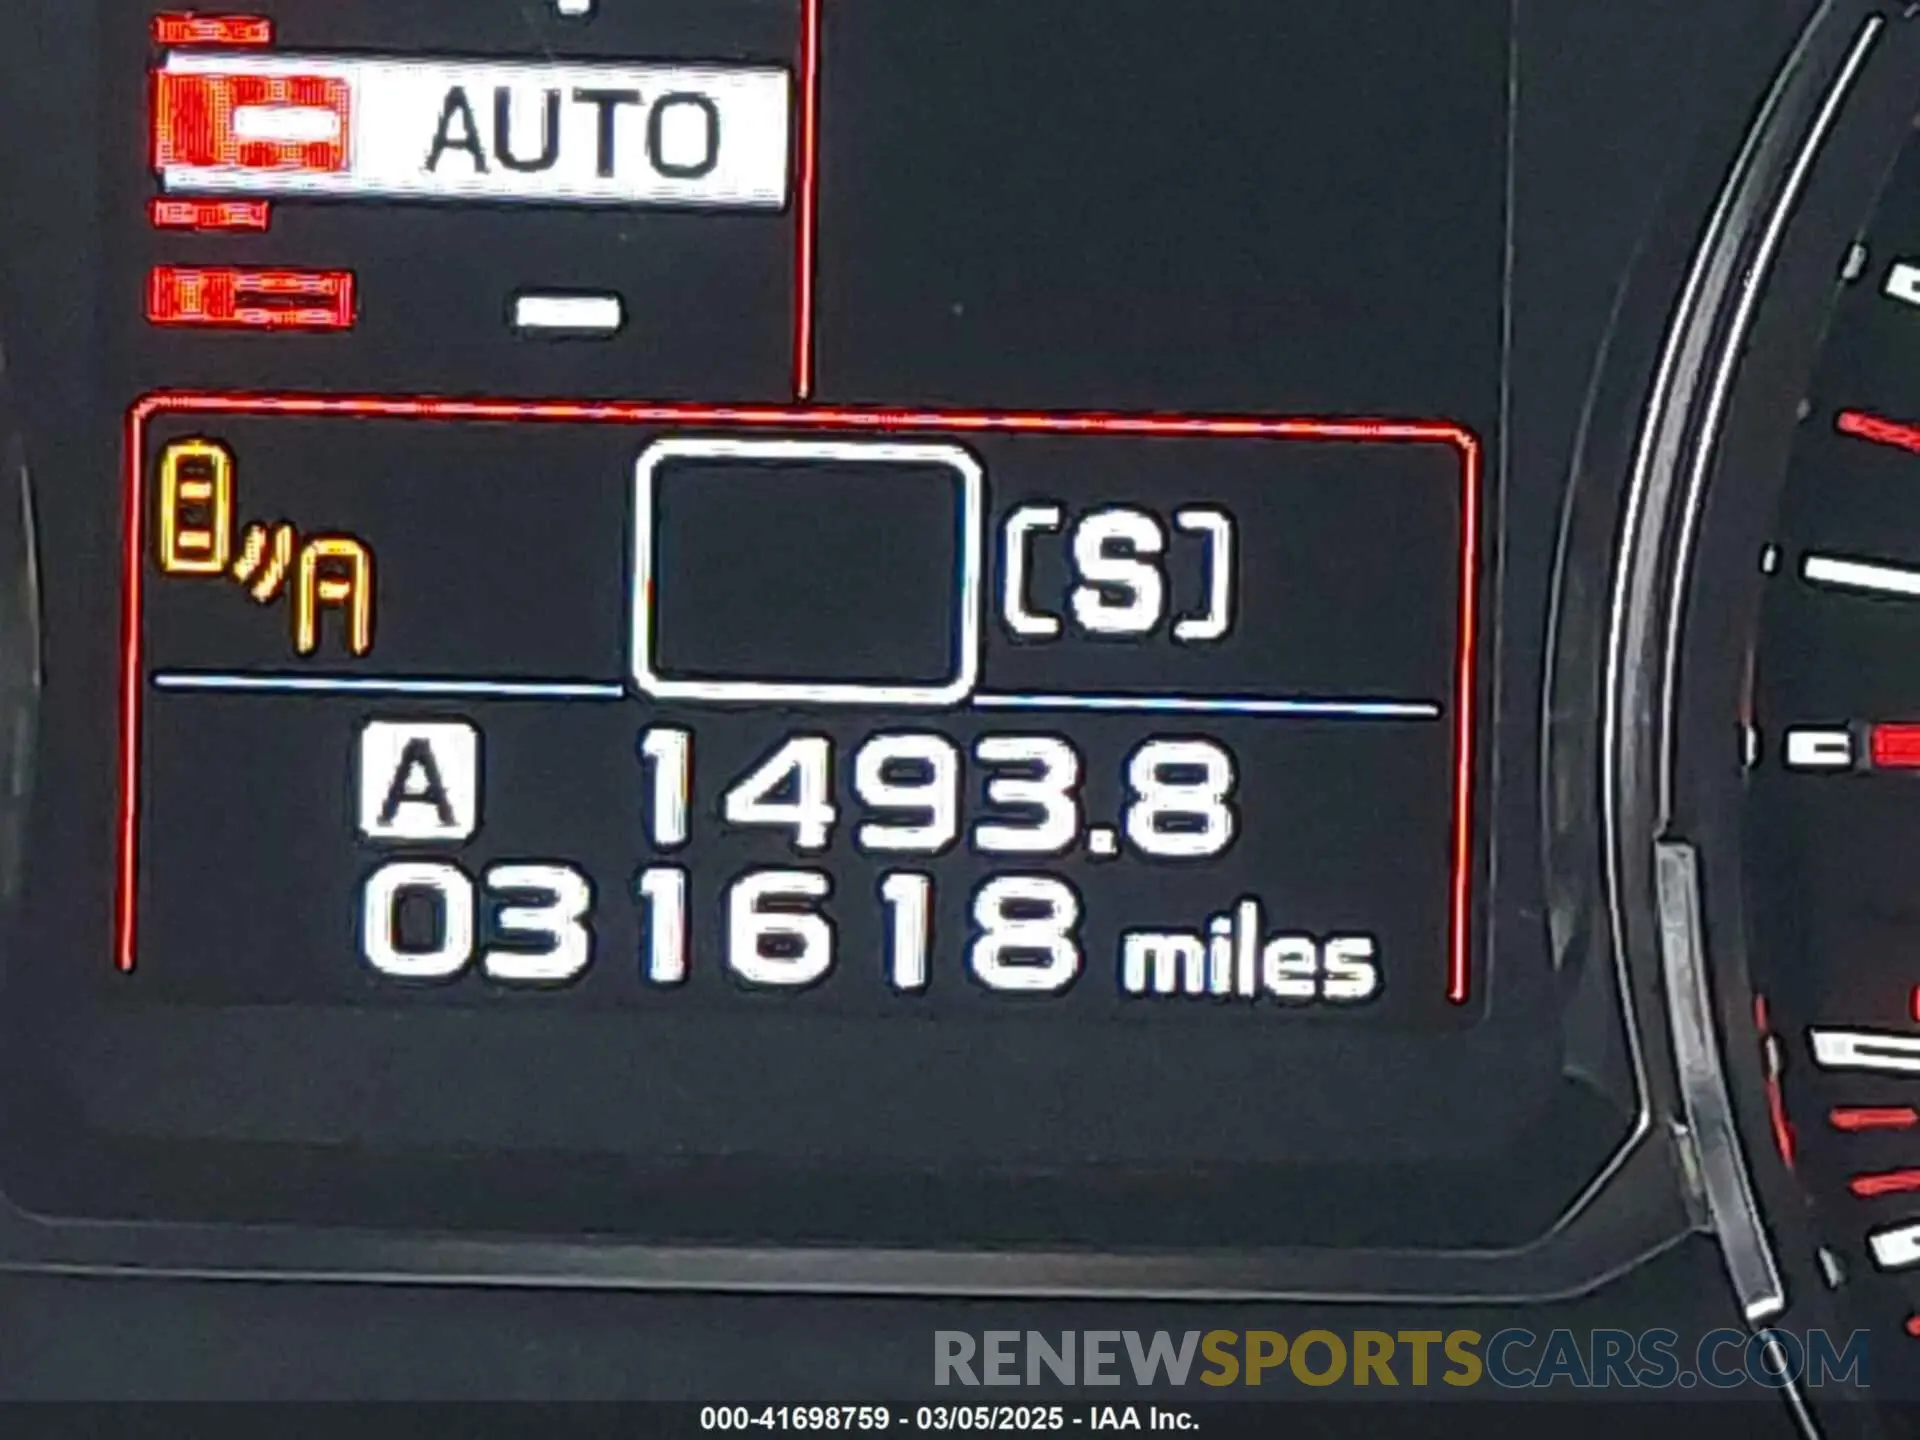 AUTO
[S]
A 1493.8
031618 miles
RENEWSPORTSCARS.COM
000-41698759 - 03/05/2025 - IAA Inc.